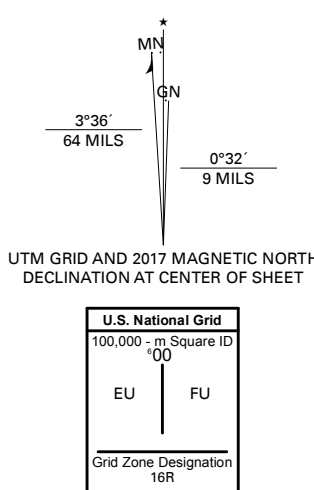 ★
MN
GN
3°36´
64 MILS
0°32´
9 MILS
UTM GRID AND 2017 MAGNETIC NORTH
DECLINATION AT CENTER OF SHEET
U.S. National Grid
100,000 - m Square ID
⁶00
EU FU
Grid Zone Designation
16R